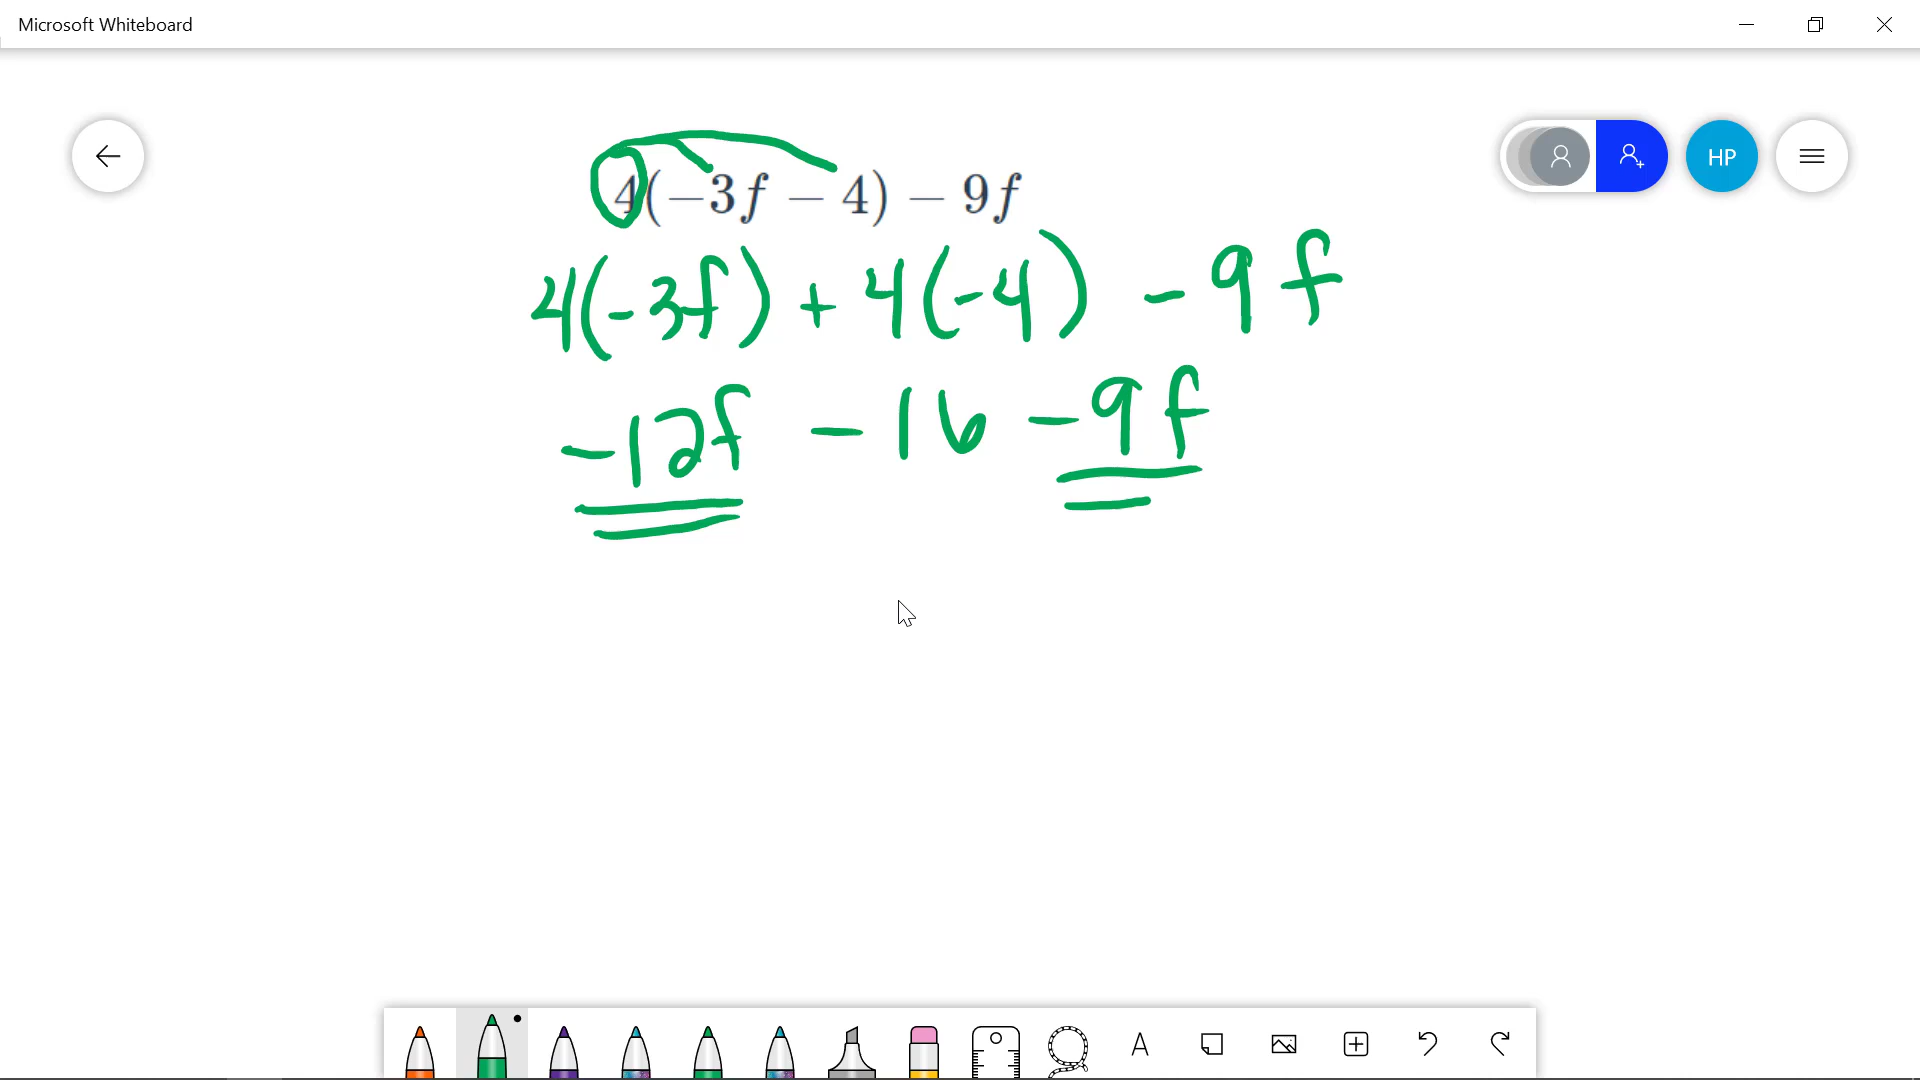 Microsoft Whiteboard
HP
4(−3f − 4) − 9f
4(-3f) + 4(-4) - 9f
-12f - 16 - 9f
A